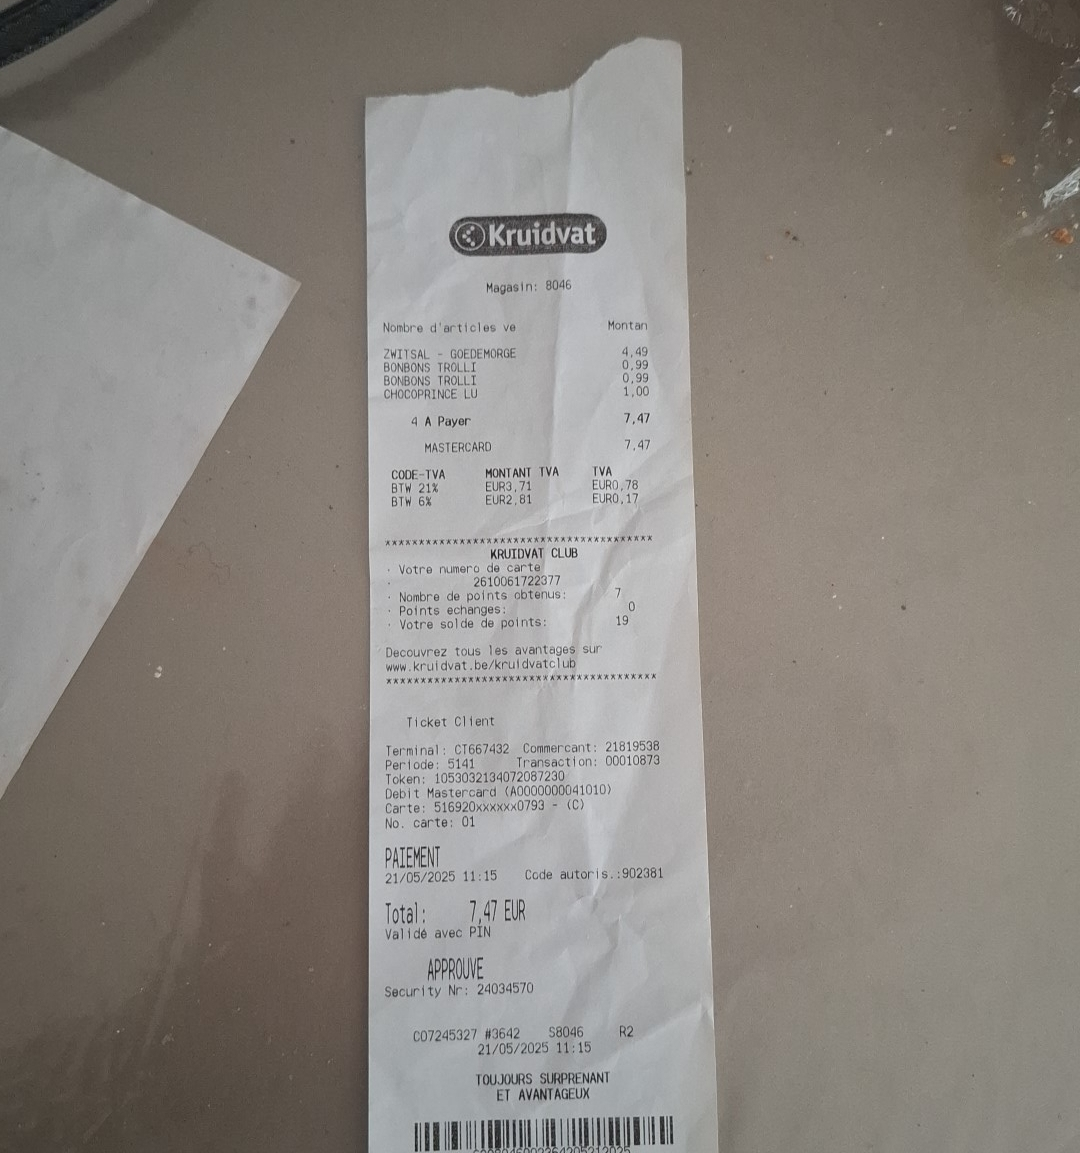 Kruidvat
Magasin: 8046
Nombre d'articles ve Montan
ZWITSAL - GOEDEMORGE 4,49
BONBONS TROLLI 0,99
BONBONS TROLLI 0,99
CHOCOPRINCE LU 1,00
4 A Payer 7,47
MASTERCARD 7,47
CODE-TVA MONTANT TVA TVA
BTW 21% EUR3,71 EUR0,78
BTW 6% EUR2,81 EUR0,17
****************************************
KRUIDVAT CLUB
· Votre numero de carte
· 2610061722377
· Nombre de points obtenus: 7
· Points echanges: 0
· Votre solde de points: 19
Decouvrez tous les avantages sur
www.kruidvat.be/kruidvatclub
****************************************
Ticket Client
Terminal: CT667432 Commercant: 21819538
Periode: 5141 Transaction: 00010873
Token: 1053032134072087230
Debit Mastercard (A0000000041010)
Carte: 516920xxxxxx0793 - (C)
No. carte: 01
PAIEMENT
21/05/2025 11:15 Code autoris.:902381
Total: 7,47 EUR
Validé avec PIN
APPROUVE
Security Nr: 24034570
C07245327 #3642 S8046 R2
21/05/2025 11:15
TOUJOURS SURPRENANT
ET AVANTAGEUX